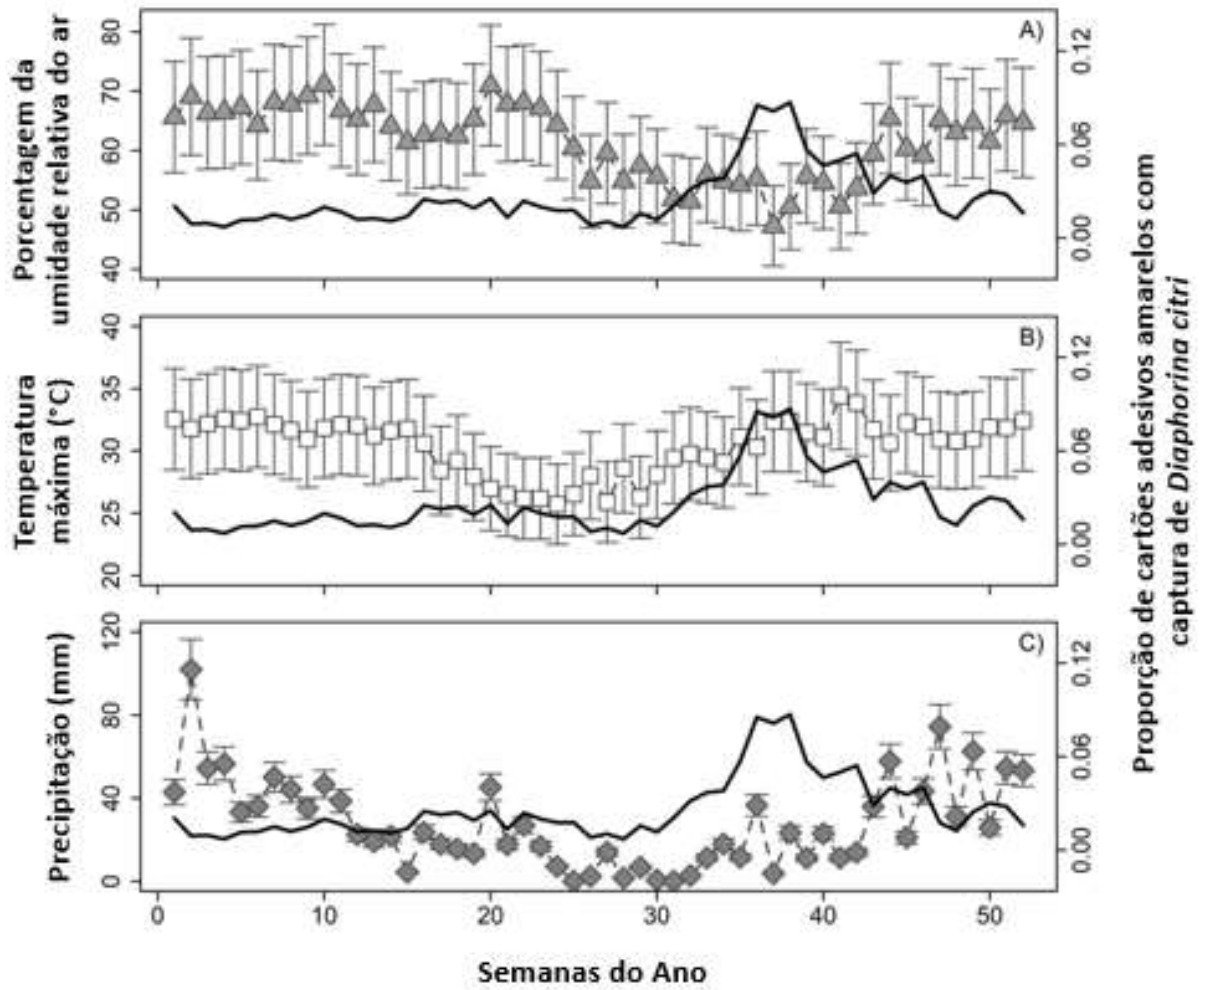 Porcentagem da
umidade relativa do ar
80
70
60
50
40
A)
0.12
0.06
0.00
Temperatura
máxima (°C)
40
35
30
25
20
B)
0.12
0.06
0.00
Precipitação (mm)
120
80
40
0
C)
0.12
0.06
0.00
Proporção de cartões adesivos amarelos com
captura de Diaphorina citri
0 10 20 30 40 50
Semanas do Ano